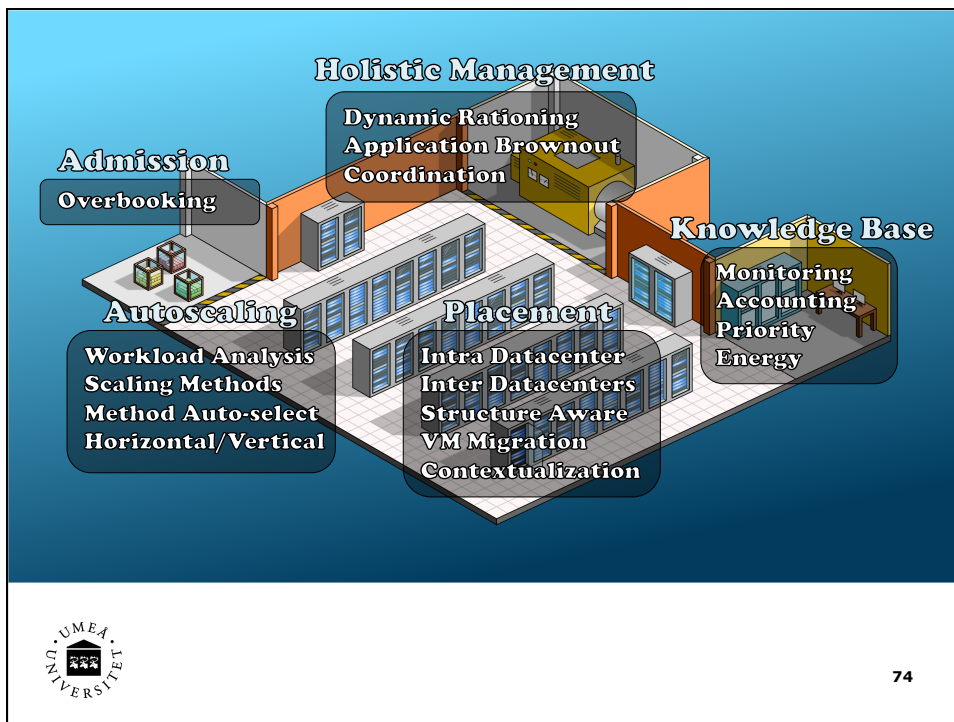 Holistic Management
Dynamic Rationing
Application Brownout
Coordination
Admission
Overbooking
Knowledge Base
Monitoring
Accounting
Priority
Energy
Autoscaling
Workload Analysis
Scaling Methods
Method Auto-select
Horizontal/Vertical
Placement
Intra Datacenter
Inter Datacenters
Structure Aware
VM Migration
Contextualization
UMEÅ
UNIVERSITET
74